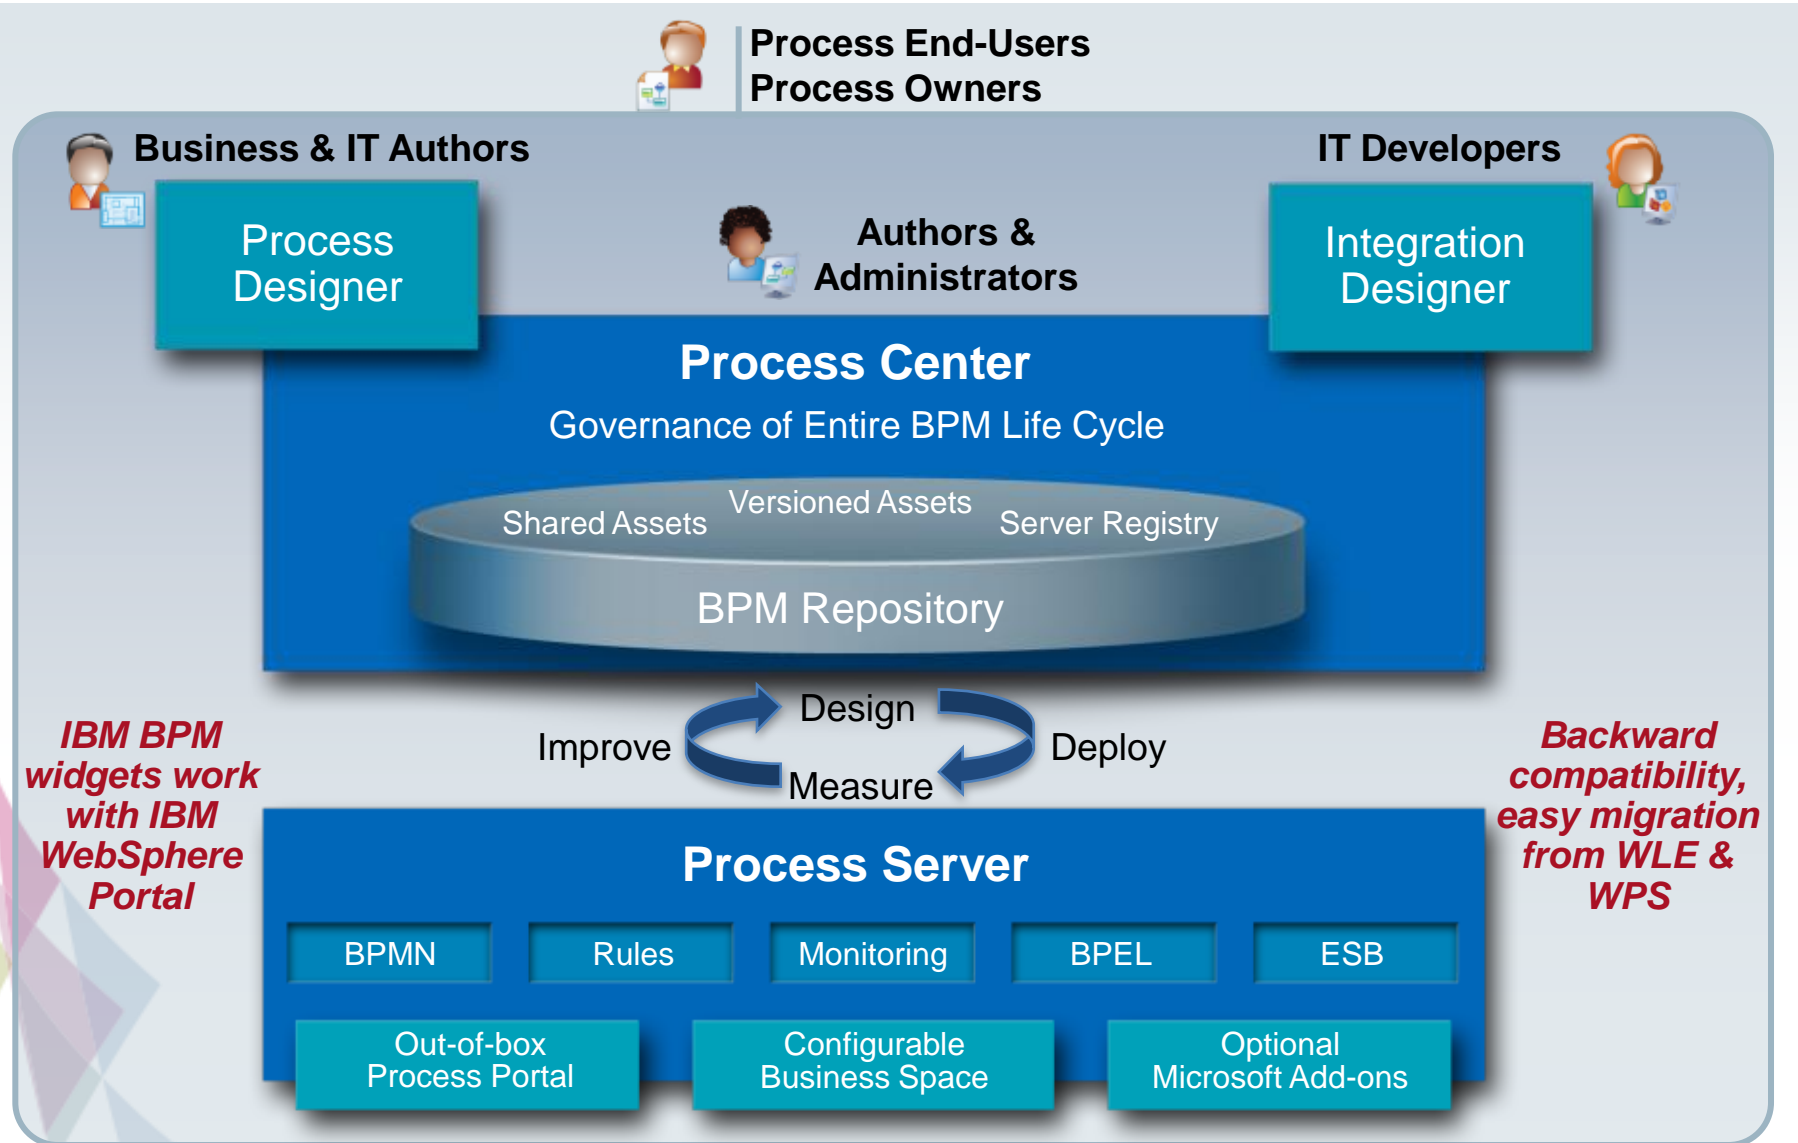 Process End-Users
Process Owners
Business & IT Authors
IT Developers
Process
Designer
Authors &
Administrators
Integration
Designer
Process Center
Governance of Entire BPM Life Cycle
Versioned Assets
Shared Assets
Server Registry
BPM Repository
Design
Improve
Deploy
Measure
IBM BPM
widgets work
with IBM
WebSphere
Portal
Backward
compatibility,
easy migration
from WLE &
WPS
Process Server
BPMN
Rules
Monitoring
BPEL
ESB
Out-of-box
Process Portal
Configurable
Business Space
Optional
Microsoft Add-ons